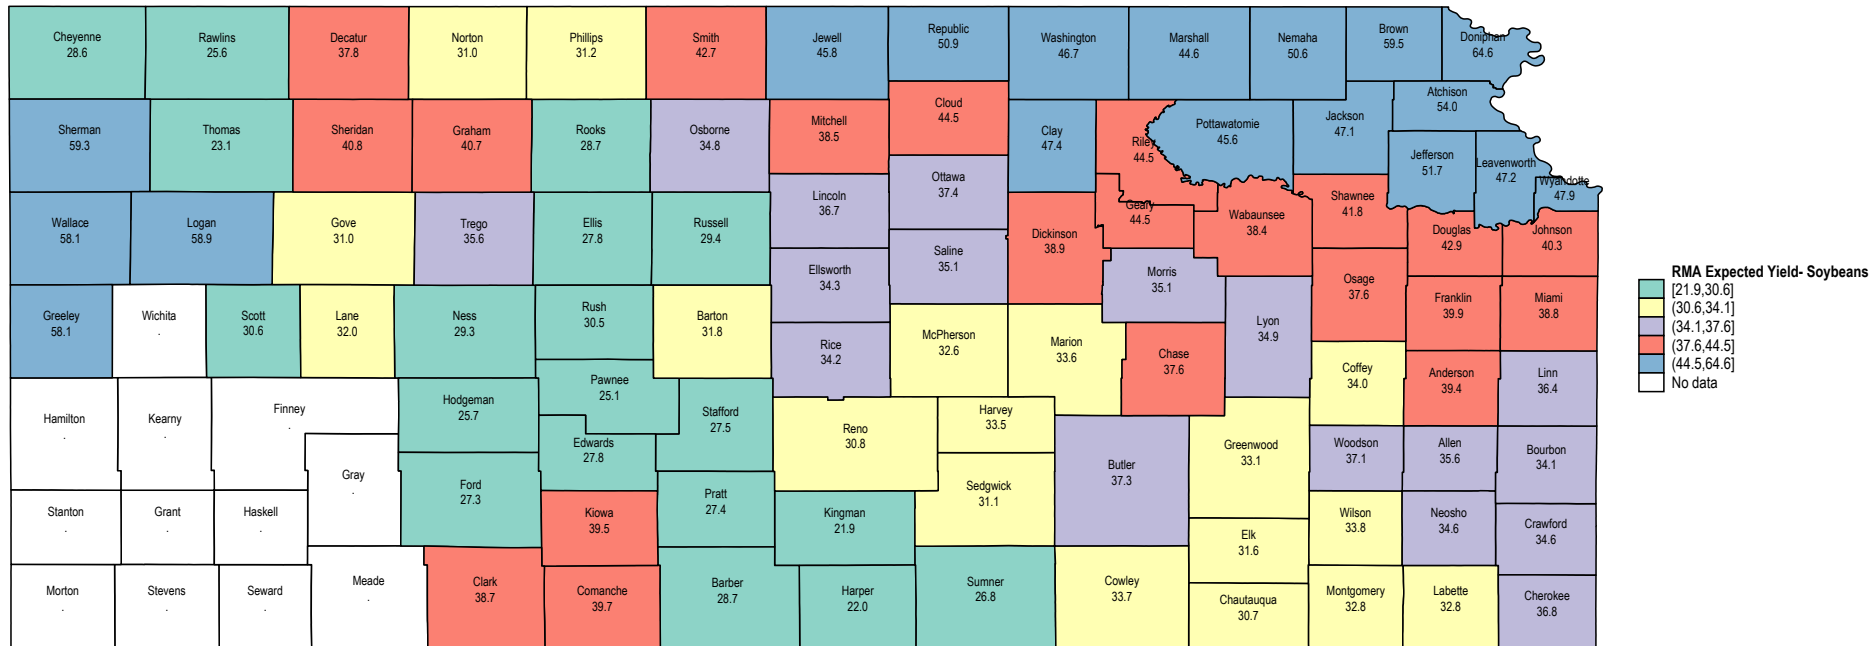 Cheyenne
28.6
Rawlins
25.6
Decatur
37.8
Norton
31.0
Phillips
31.2
Smith
42.7
Jewell
45.8
Republic
50.9
Washington
46.7
Marshall
44.6
Nemaha
50.6
Brown
59.5
Doniphan
64.6
Sherman
59.3
Thomas
23.1
Sheridan
40.8
Graham
40.7
Rooks
28.7
Osborne
34.8
Mitchell
38.5
Cloud
44.5
Clay
47.4
Riley
44.5
Pottawatomie
45.6
Jackson
47.1
Atchison
54.0
Jefferson
51.7
Leavenworth
47.2
Wyandotte
47.9
Wallace
58.1
Logan
58.9
Gove
31.0
Trego
35.6
Ellis
27.8
Russell
29.4
Lincoln
36.7
Ottawa
37.4
Saline
35.1
Dickinson
38.9
Geary
44.5
Wabaunsee
38.4
Shawnee
41.8
Douglas
42.9
Johnson
40.3
Ellsworth
34.3
Morris
35.1
Osage
37.6
Franklin
39.9
Miami
38.8
RMA Expected Yield- Soybeans
[21.9,30.6]
(30.6,34.1]
(34.1,37.6]
(37.6,44.5]
(44.5,64.6]
No data
Greeley
58.1
Wichita
.
Scott
30.6
Lane
32.0
Ness
29.3
Rush
30.5
Barton
31.8
Rice
34.2
McPherson
32.6
Marion
33.6
Chase
37.6
Lyon
34.9
Coffey
34.0
Anderson
39.4
Linn
36.4
Hamilton
.
Kearny
.
Finney
.
Hodgeman
25.7
Pawnee
25.1
Stafford
27.5
Edwards
27.8
Reno
30.8
Harvey
33.5
Butler
37.3
Greenwood
33.1
Woodson
37.1
Allen
35.6
Bourbon
34.1
Gray
.
Ford
27.3
Kiowa
39.5
Pratt
27.4
Kingman
21.9
Sedgwick
31.1
Elk
31.6
Wilson
33.8
Neosho
34.6
Crawford
34.6
Stanton
.
Grant
.
Haskell
.
Morton
.
Stevens
.
Seward
.
Meade
.
Clark
38.7
Comanche
39.7
Barber
28.7
Harper
22.0
Sumner
26.8
Cowley
33.7
Chautauqua
30.7
Montgomery
32.8
Labette
32.8
Cherokee
36.8